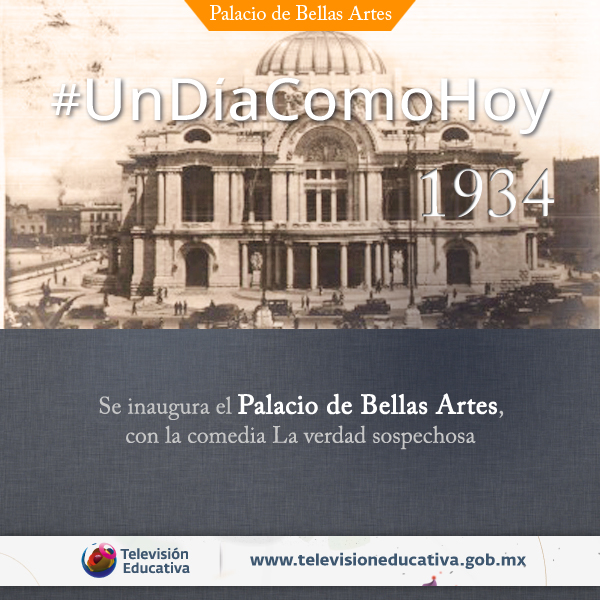 Palacio de Bellas Artes
#UnDíaComoHoy
1934
Se inaugura el Palacio de Bellas Artes,
con la comedia La verdad sospechosa
Televisión
Educativa
www.televisioneducativa.gob.mx